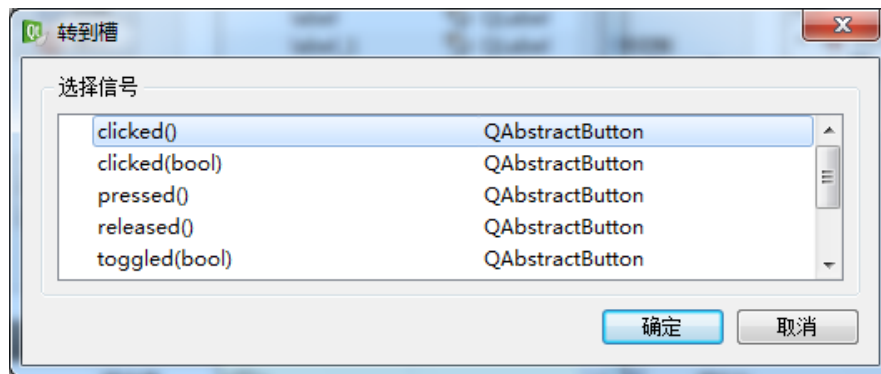 转到槽
选择信号
clicked() QAbstractButton
clicked(bool) QAbstractButton
pressed() QAbstractButton
released() QAbstractButton
toggled(bool) QAbstractButton
确定 取消